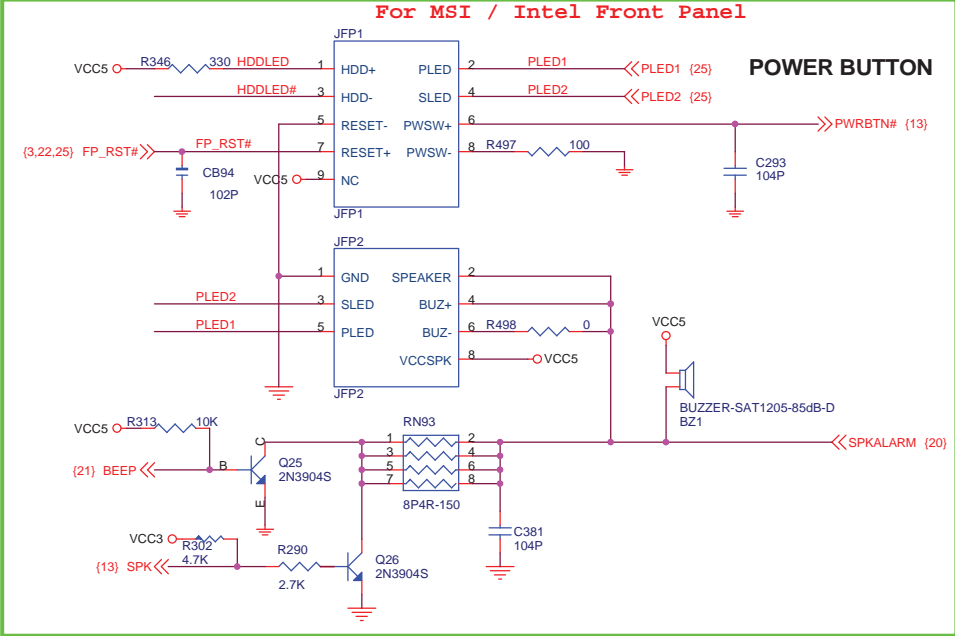 For MSI / Intel Front Panel
JFP1
VCC5 R346 330 HDDLED 1 HDD+ PLED 2 PLED1 PLED1 {25} POWER BUTTON
HDDLED# 3 HDD- SLED 4 PLED2 PLED2 {25}
5 RESET- PWSW+ 6 PWRBTN# {13}
{3,22,25} FP_RST# FP_RST# 7 RESET+ PWSW- 8 R497 100
CB94 VCC5 9 NC C293
102P 104P
JFP1
JFP2
1 GND SPEAKER 2
PLED2 3 SLED BUZ+ 4
PLED1 5 PLED BUZ- 6 R498 0 VCC5
VCCSPK 8 VCC5
JFP2
BUZZER-SAT1205-85dB-D
BZ1
VCC5 R313 10K RN93
C 1 2 SPKALARM {20}
3 4
{21} BEEP B Q25 5 6
2N3904S 7 8
E 8P4R-150
VCC3 R302 C381
4.7K 104P
{13} SPK R290 Q26
2.7K 2N3904S